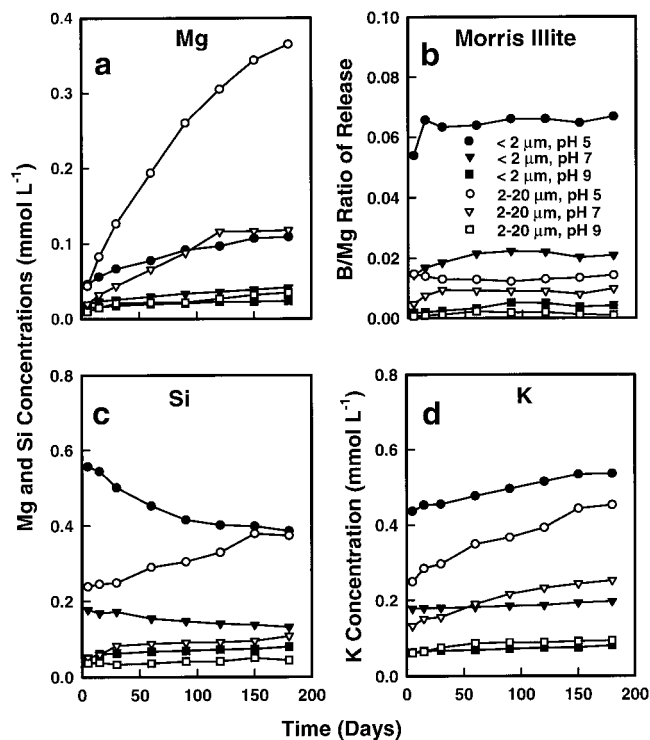 Mg and Si Concentrations (mmol L⁻¹)
0.4
0.3
0.2
0.1
0.0
a
Mg
B/Mg Ratio of Release
0.10
0.08
0.06
0.04
0.02
0.00
b
Morris Illite
< 2 μm, pH 5
< 2 μm, pH 7
< 2 μm, pH 9
2-20 μm, pH 5
2-20 μm, pH 7
2-20 μm, pH 9
0.8
0.6
0.4
0.2
0.0
c
Si
0
50
100
150
200
K Concentration (mmol L⁻¹)
0.8
0.6
0.4
0.2
0.0
d
K
0
50
100
150
200
Time (Days)